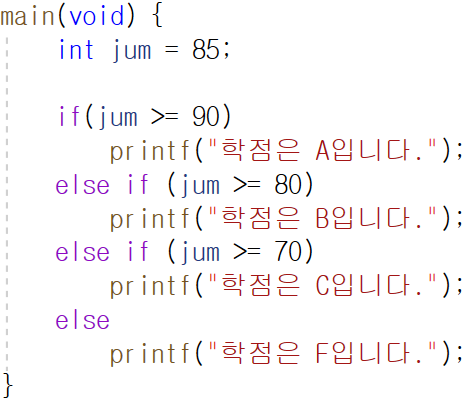 main(void) {
    int jum = 85;

    if(jum >= 90)
        printf("학점은 A입니다.");
    else if (jum >= 80)
        printf("학점은 B입니다.");
    else if (jum >= 70)
        printf("학점은 C입니다.");
    else
        printf("학점은 F입니다.");
}